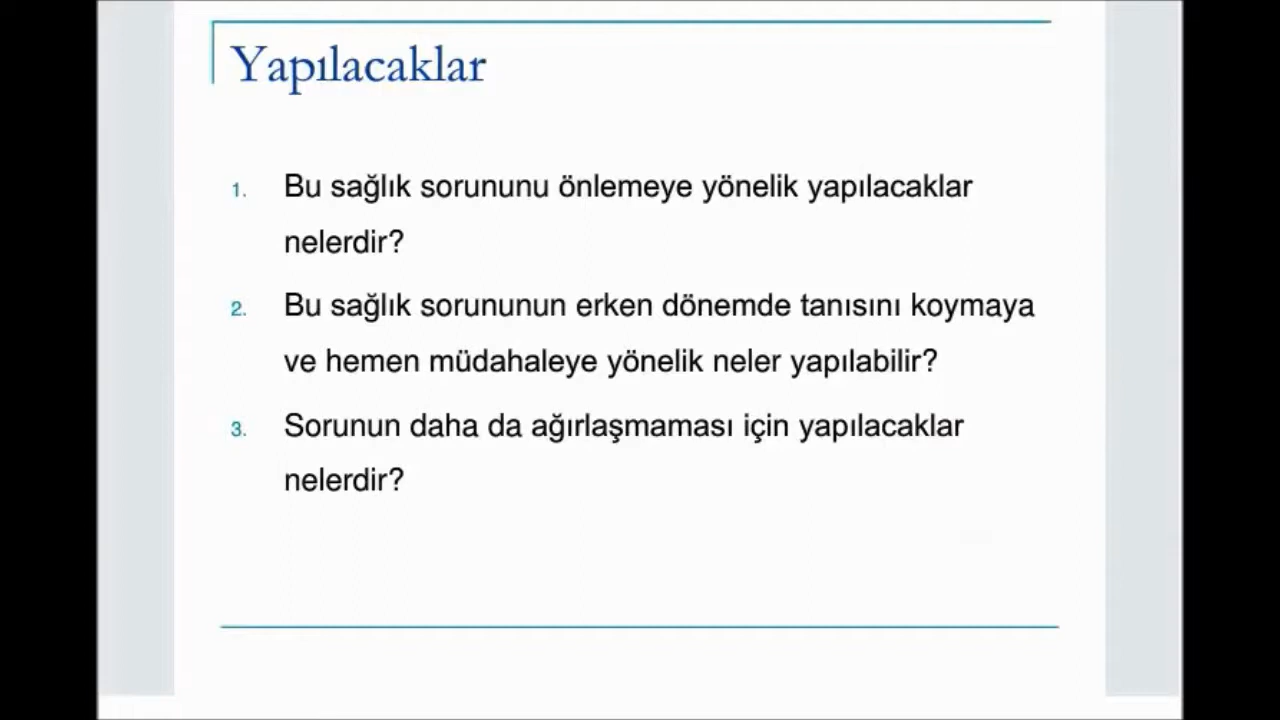 Yapılacaklar
1. Bu sağlık sorununu önlemeye yönelik yapılacaklar
nelerdir?
2. Bu sağlık sorununun erken dönemde tanısını koymaya
ve hemen müdahaleye yönelik neler yapılabilir?
3. Sorunun daha da ağırlaşmaması için yapılacaklar
nelerdir?